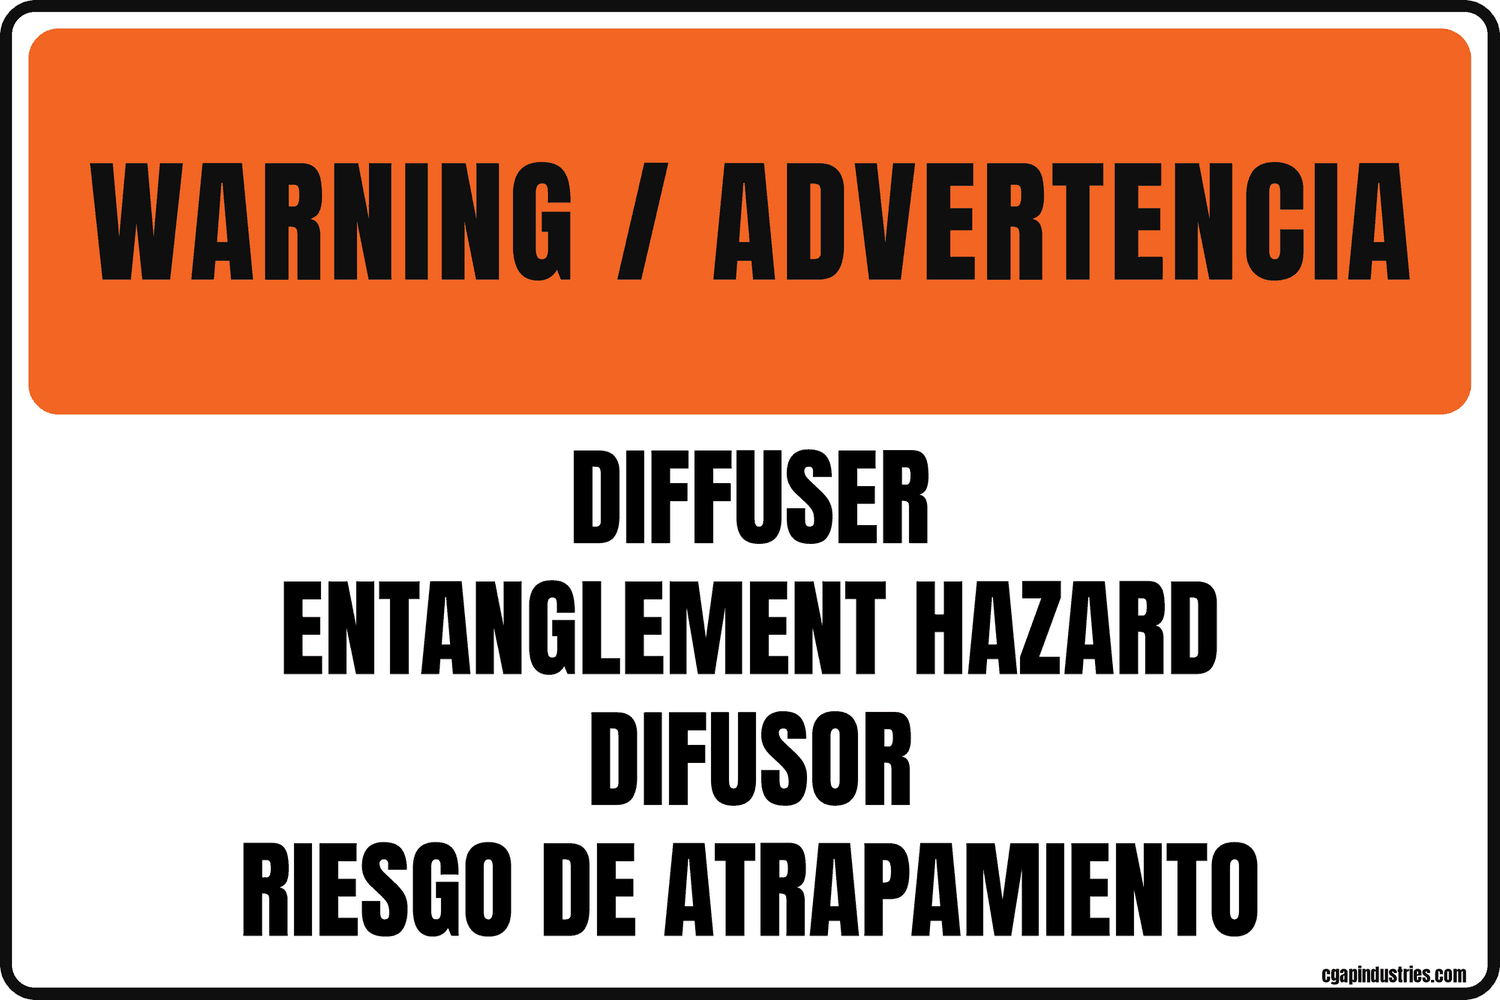 WARNING / ADVERTENCIA
DIFFUSER
ENTANGLEMENT HAZARD
DIFUSOR
RIESGO DE ATRAPAMIENTO
cgapindustries.com